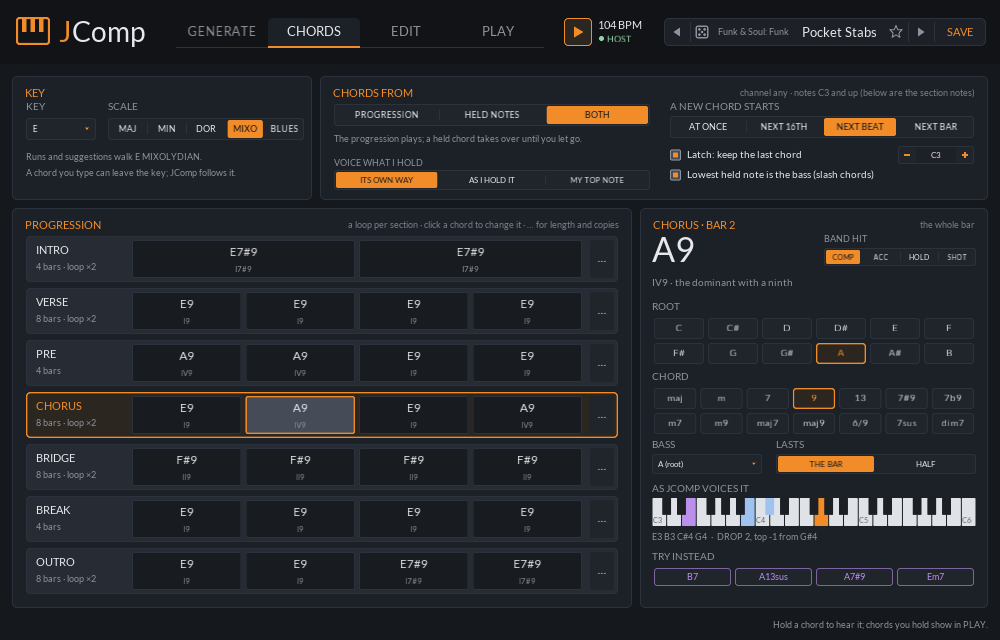 JComp
GENERATE CHORDS EDIT PLAY
104 BPM
HOST
Funk & Soul: Funk Pocket Stabs SAVE
KEY
KEY SCALE
E MAJ MIN DOR MIXO BLUES
Runs and suggestions walk E MIXOLYDIAN.
A chord you type can leave the key; JComp follows it.
CHORDS FROM
channel any · notes C3 and up (below are the section notes)
PROGRESSION HELD NOTES BOTH
The progression plays; a held chord takes over until you let go.
VOICE WHAT I HOLD
ITS OWN WAY AS I HOLD IT MY TOP NOTE
A NEW CHORD STARTS
AT ONCE NEXT 16TH NEXT BEAT NEXT BAR
Latch: keep the last chord − C3 +
Lowest held note is the bass (slash chords)
PROGRESSION a loop per section · click a chord to change it · ... for length and copies
INTRO E7#9 E7#9 ...
4 bars · loop ×2 I7#9 I7#9
VERSE E9 E9 E9 E9 ...
8 bars · loop ×2 I9 I9 I9 I9
PRE A9 A9 E9 E9 ...
4 bars IV9 IV9 I9 I9
CHORUS E9 A9 E9 A9 ...
8 bars · loop ×2 I9 IV9 I9 IV9
BRIDGE F#9 F#9 F#9 F#9 ...
8 bars · loop ×2 II9 II9 II9 II9
BREAK E9 E9 E9 E9 ...
4 bars I9 I9 I9 I9
OUTRO E9 E9 E7#9 E7#9 ...
8 bars · loop ×2 I9 I9 I7#9 I7#9
CHORUS · BAR 2 the whole bar
A9
BAND HIT
COMP ACC HOLD SHOT
IV9 · the dominant with a ninth
ROOT
C C# D D# E F
F# G G# A A# B
CHORD
maj m 7 9 13 7#9 7b9
m7 m9 maj7 maj9 6/9 7sus dim7
BASS LASTS
A (root) THE BAR HALF
AS JCOMP VOICES IT
C3 C4 C5 C6
E3 B3 C#4 G4 · DROP 2, top -1 from G#4
TRY INSTEAD
B7 A13sus A7#9 Em7
Hold a chord to hear it; chords you hold show in PLAY.